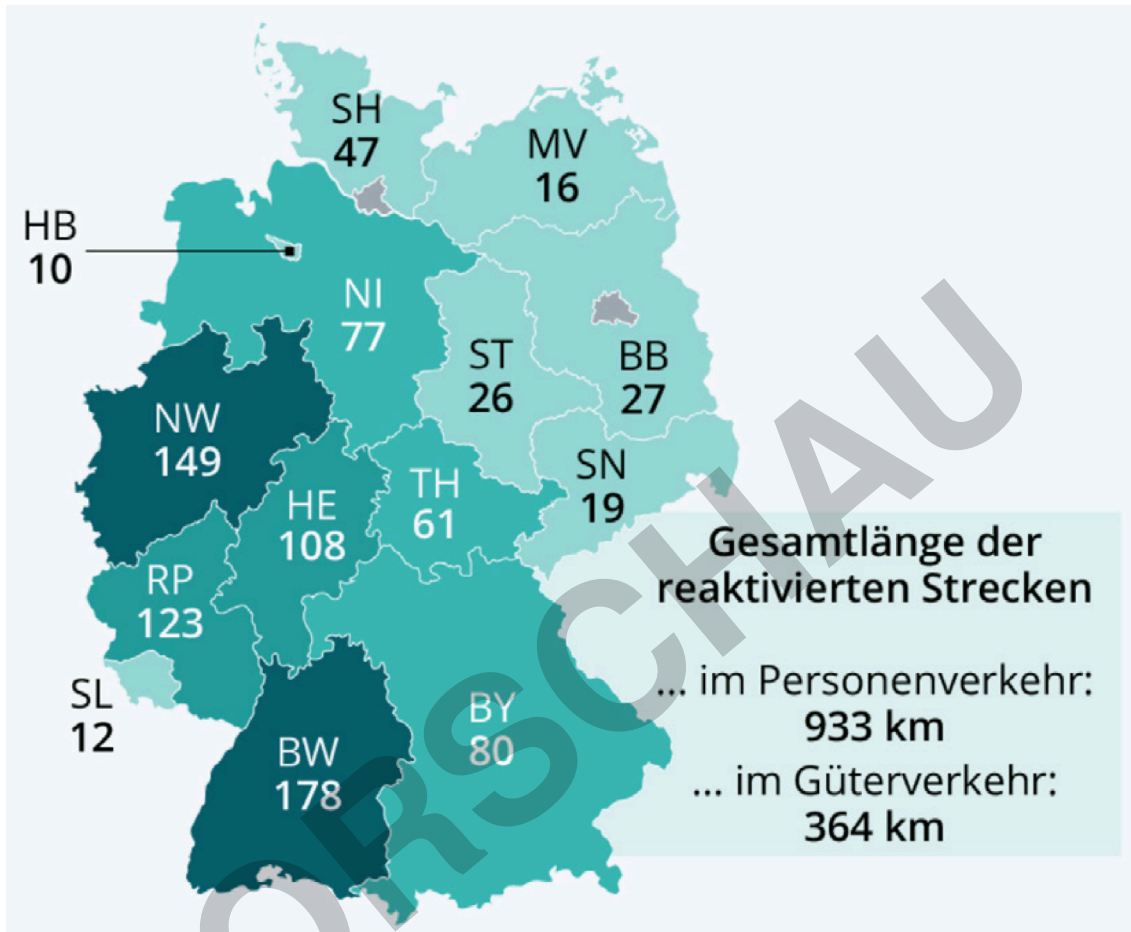 SH
47
MV
16
HB
10
NI
77
ST
26
BB
27
NW
149
SN
19
HE
108
TH
61
RP
123
SL
12
BW
178
BY
80
Gesamtlänge der
reaktivierten Strecken
... im Personenverkehr:
933 km
... im Güterverkehr:
364 km
ORSCHAU